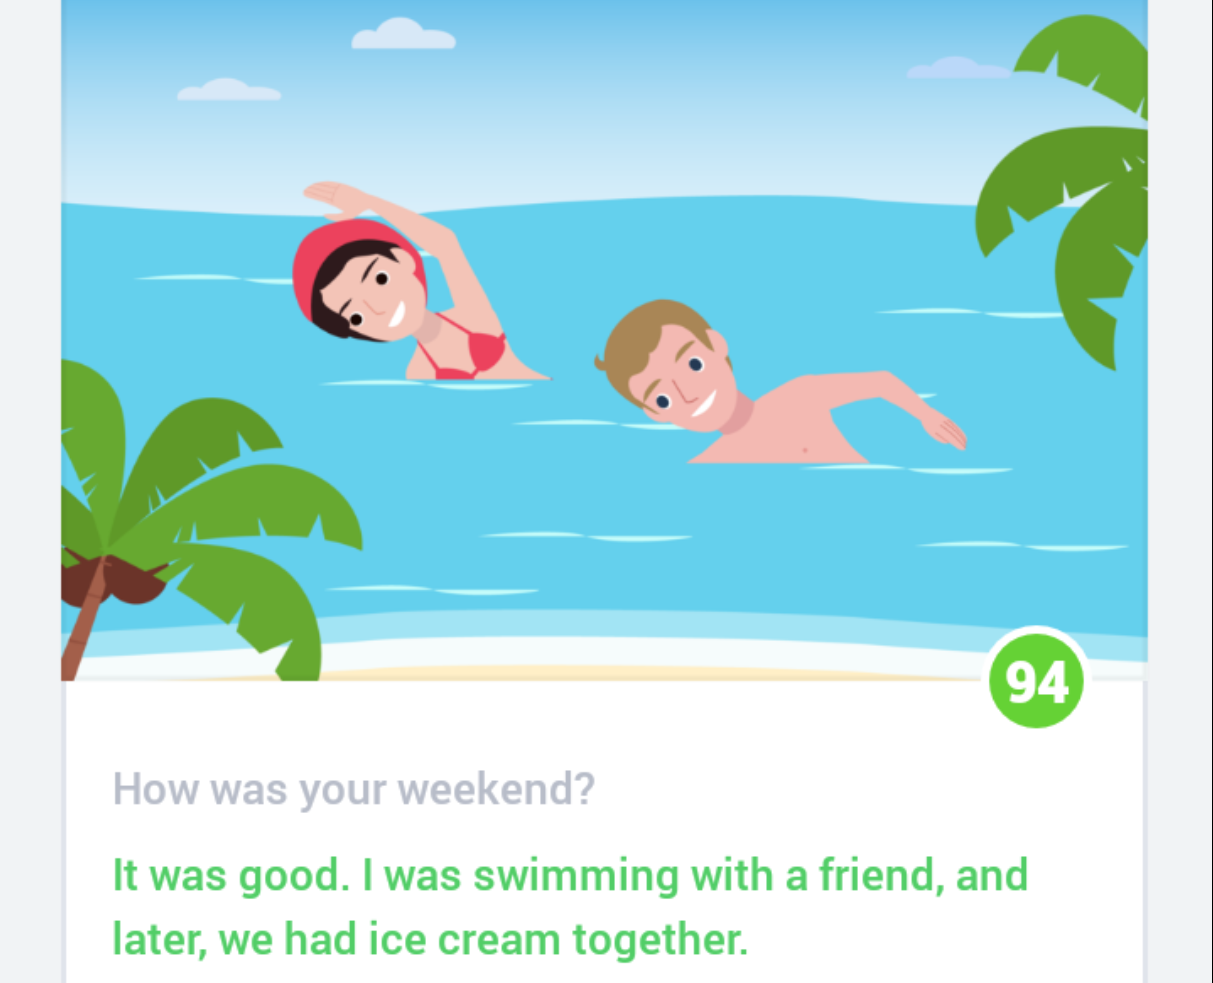 94
How was your weekend?
It was good. I was swimming with a friend, and
later, we had ice cream together.